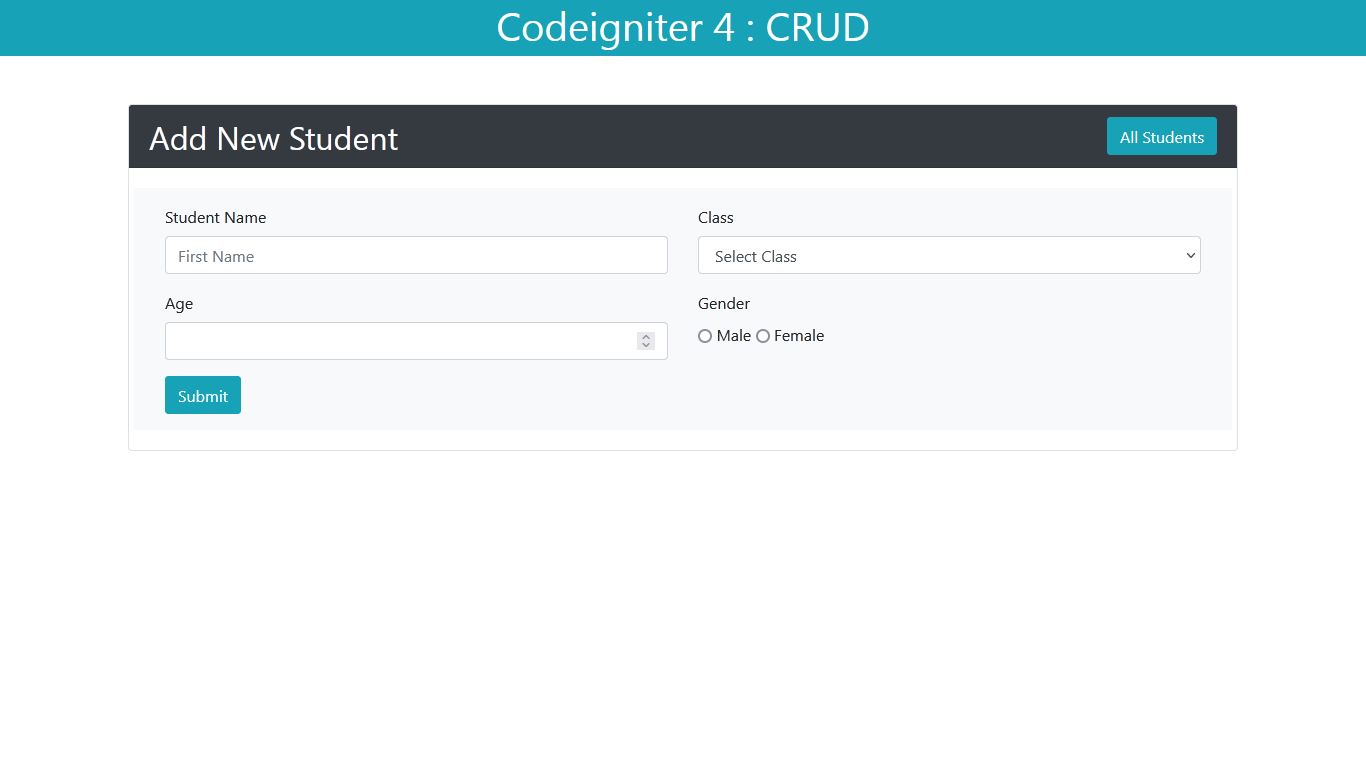 Codeigniter 4 : CRUD
Add New Student
All Students
Student Name
Class
First Name
Select Class
Age
Gender
Male Female
Submit